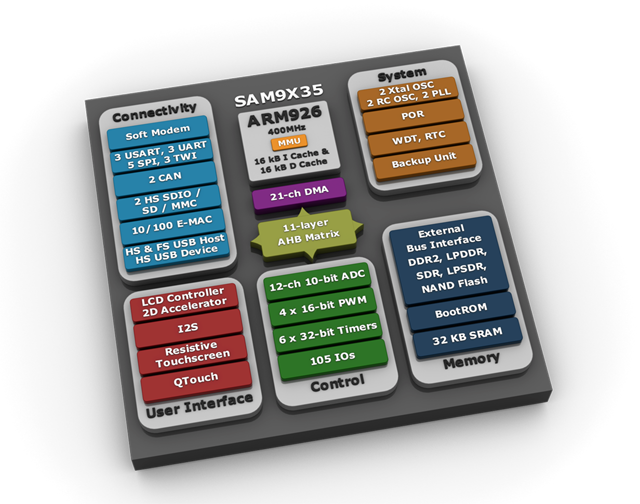 SAM9X35
Connectivity
Soft Modem
3 USART, 3 UART
5 SPI, 3 TWI
2 CAN
2 HS SDIO /
SD / MMC
10/100 E-MAC
HS & FS USB Host
HS USB Device
ARM926
400MHz
MMU
16 kB I Cache &
16 kB D Cache
21-ch DMA
11-layer
AHB Matrix
System
2 Xtal OSC
2 RC OSC, 2 PLL
POR
WDT, RTC
Backup Unit
LCD Controller
2D Accelerator
I2S
Resistive
Touchscreen
QTouch
User Interface
12-ch 10-bit ADC
4 x 16-bit PWM
6 x 32-bit Timers
105 IOs
Control
External
Bus Interface
DDR2, LPDDR,
SDR, LPSDR,
NAND Flash
BootROM
32 KB SRAM
Memory